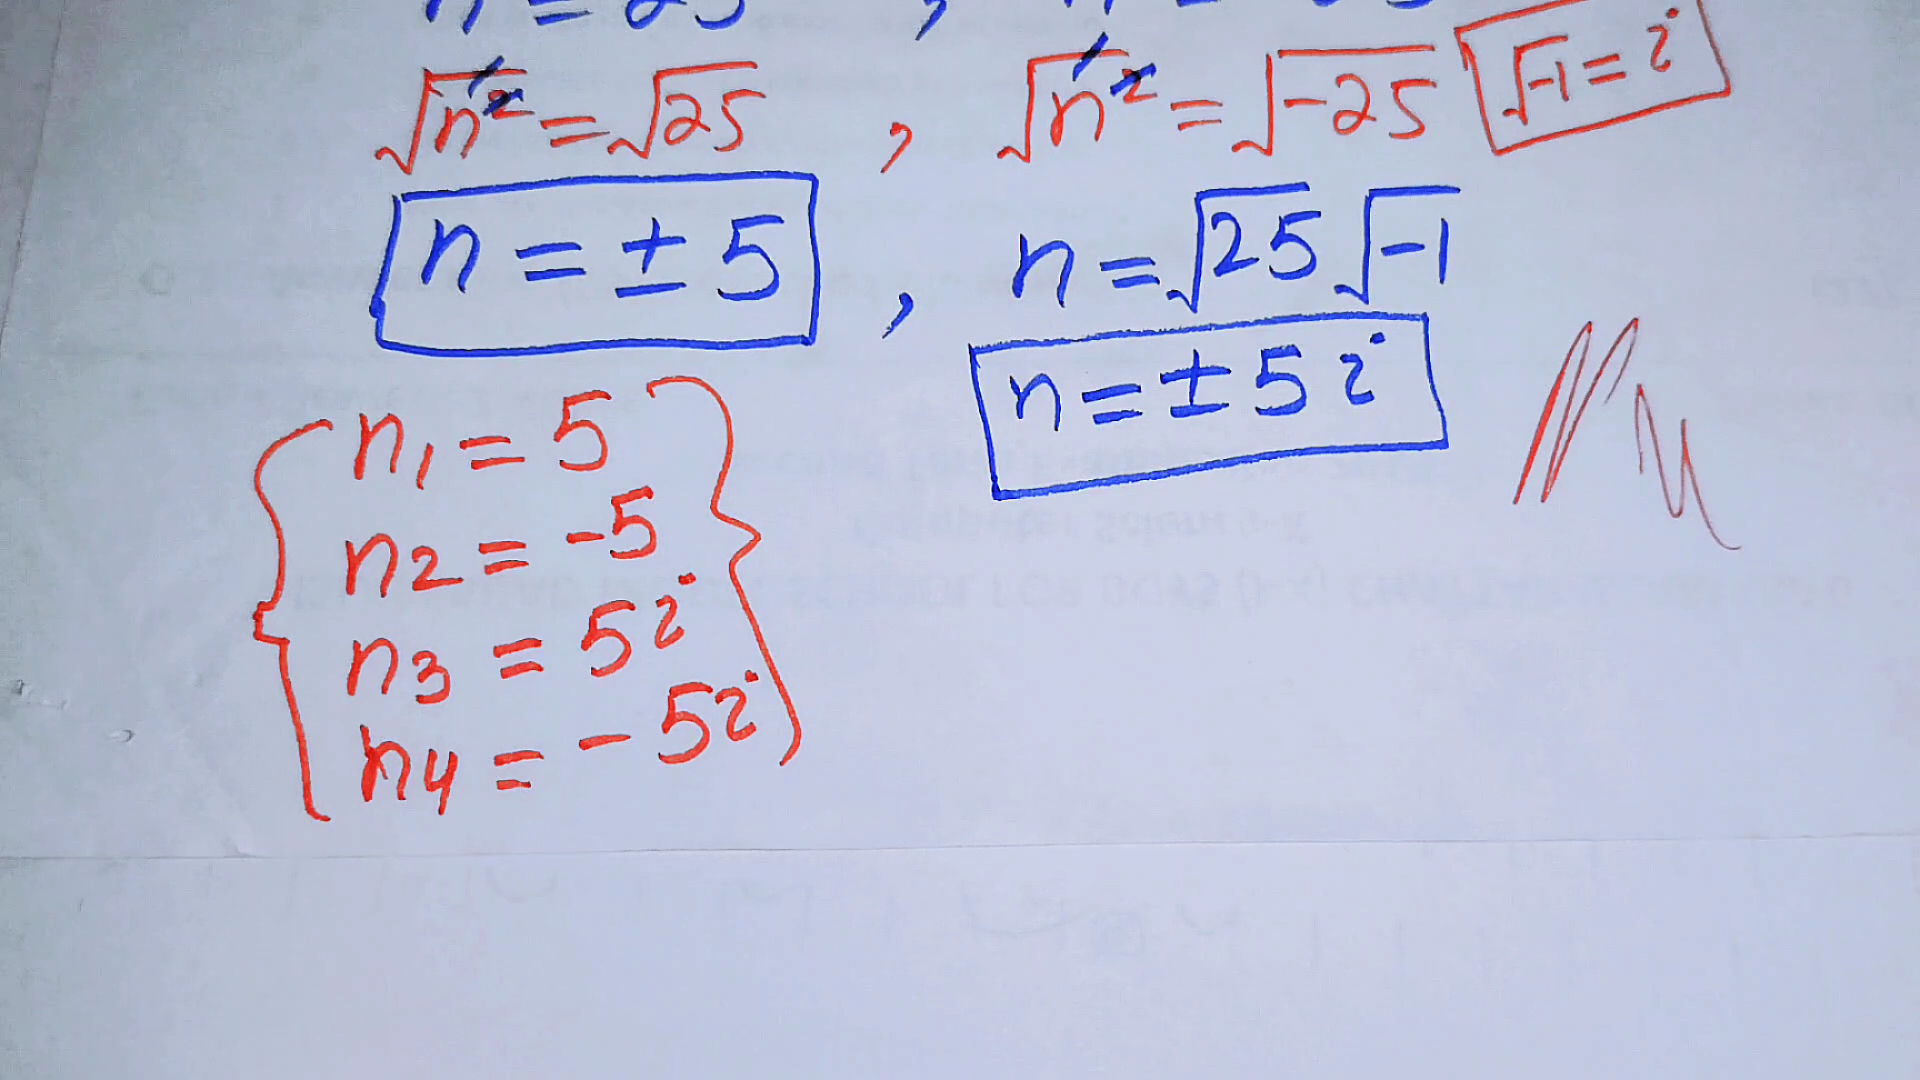 √n² = √25 , √n² = √-25 √-1 = i
n = ± 5 , n = √25 √-1
n = ± 5i
n1 = 5
n2 = -5
n3 = 5i
n4 = - 5i